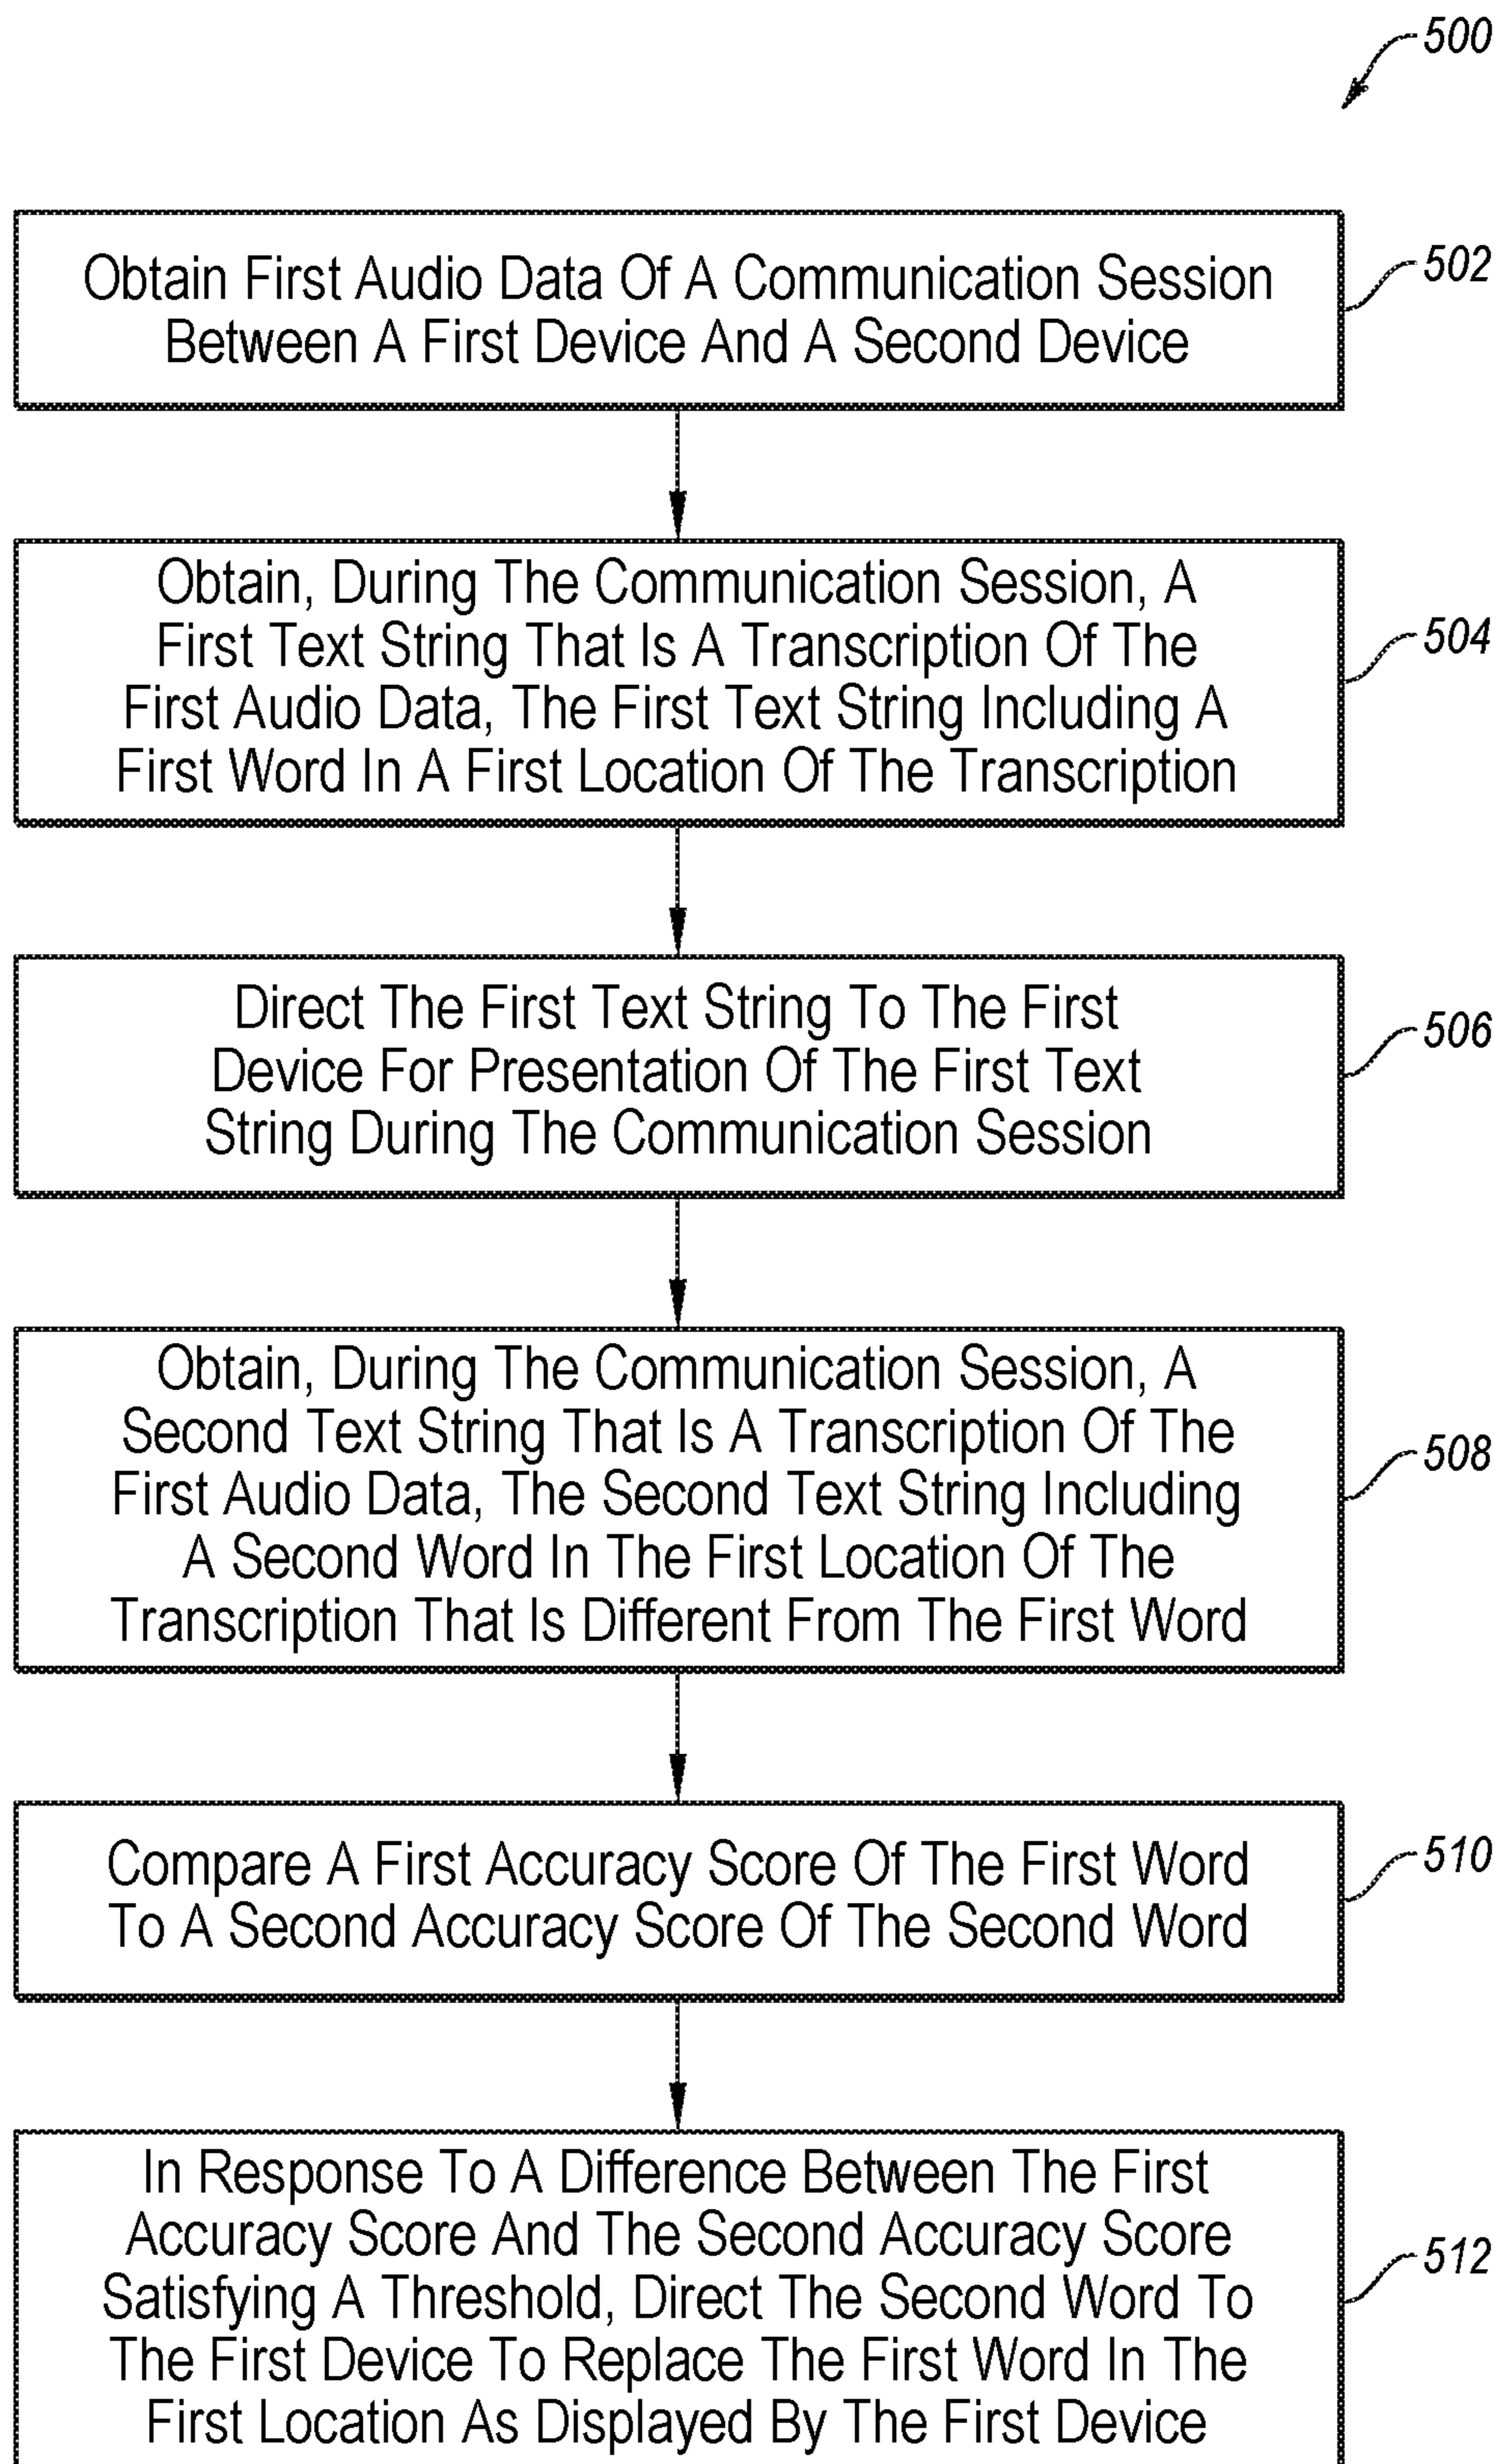 500
Obtain First Audio Data Of A Communication Session
Between A First Device And A Second Device
502
Obtain, During The Communication Session, A
First Text String That Is A Transcription Of The
First Audio Data, The First Text String Including A
First Word In A First Location Of The Transcription
504
Direct The First Text String To The First
Device For Presentation Of The First Text
String During The Communication Session
506
Obtain, During The Communication Session, A
Second Text String That Is A Transcription Of The
First Audio Data, The Second Text String Including
A Second Word In The First Location Of The
Transcription That Is Different From The First Word
508
Compare A First Accuracy Score Of The First Word
To A Second Accuracy Score Of The Second Word
510
In Response To A Difference Between The First
Accuracy Score And The Second Accuracy Score
Satisfying A Threshold, Direct The Second Word To
The First Device To Replace The First Word In The
First Location As Displayed By The First Device
512